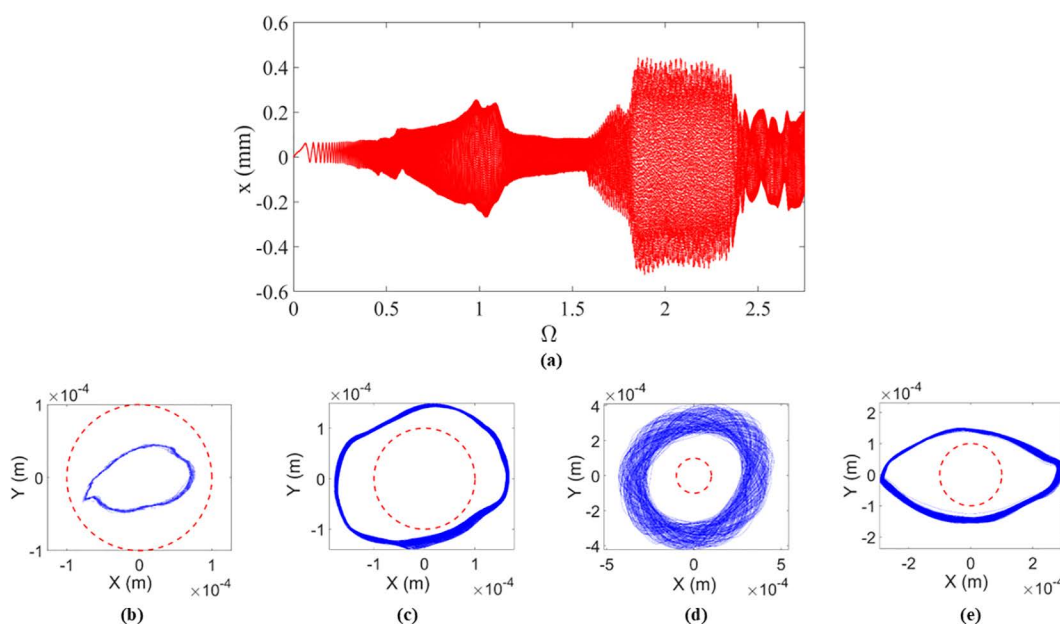 0.6
0.4
0.2
0
-0.2
-0.4
-0.6
x (mm)
0 0.5 1 1.5 2 2.5
Ω
(a)
×10⁻⁴
1
0
-1
Y (m)
-1 0 1
X (m)
×10⁻⁴
(b)
×10⁻⁴
1
0
-1
Y (m)
-1 0 1
X (m)
×10⁻⁴
(c)
×10⁻⁴
4
2
0
-2
-4
Y (m)
-5 0 5
X (m)
×10⁻⁴
(d)
×10⁻⁴
2
1
0
-1
-2
Y (m)
-2 0 2
X (m)
×10⁻⁴
(e)